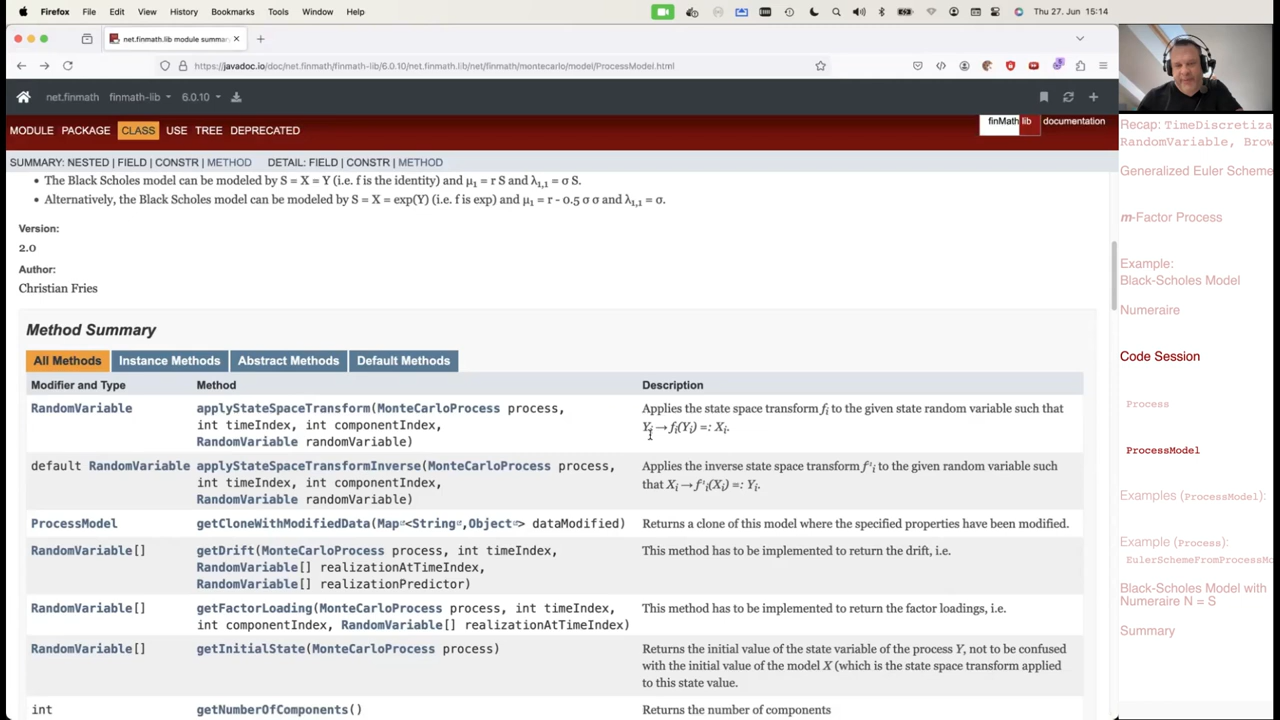 Firefox File Edit View History Bookmarks Tools Window Help Thu 27. Jun 15:14
net.finmath.lib module summar
https://javadoc.io/doc/net.finmath/finmath-lib/6.0.10/net.finmath.lib/net/finmath/montecarlo/model/ProcessModel.html
net.finmath finmath-lib 6.0.10
MODULE PACKAGE CLASS USE TREE DEPRECATED
finMath lib documentation
SUMMARY: NESTED | FIELD | CONSTR | METHOD DETAIL: FIELD | CONSTR | METHOD
• The Black Scholes model can be modeled by S = X = Y (i.e. f is the identity) and μ1 = r S and λ1,1 = σ S.
• Alternatively, the Black Scholes model can be modeled by S = X = exp(Y) (i.e. f is exp) and μ1 = r - 0.5 σ σ and λ1,1 = σ.
Version:
2.0
Author:
Christian Fries
Method Summary
All Methods Instance Methods Abstract Methods Default Methods
Modifier and Type Method Description
RandomVariable applyStateSpaceTransform(MonteCarloProcess process, Applies the state space transform fi to the given state random variable such that
int timeIndex, int componentIndex, Yi → fi(Yi) =: Xi.
RandomVariable randomVariable)
default RandomVariable applyStateSpaceTransformInverse(MonteCarloProcess process, Applies the inverse state space transform f-1i to the given random variable such
int timeIndex, int componentIndex, that Xi → f-1i(Xi) =: Yi.
RandomVariable randomVariable)
ProcessModel getCloneWithModifiedData(Map<String,Object> dataModified) Returns a clone of this model where the specified properties have been modified.
RandomVariable[] getDrift(MonteCarloProcess process, int timeIndex, This method has to be implemented to return the drift, i.e.
RandomVariable[] realizationAtTimeIndex,
RandomVariable[] realizationPredictor)
RandomVariable[] getFactorLoading(MonteCarloProcess process, int timeIndex, This method has to be implemented to return the factor loadings, i.e.
int componentIndex, RandomVariable[] realizationAtTimeIndex)
RandomVariable[] getInitialState(MonteCarloProcess process) Returns the initial value of the state variable of the process Y, not to be confused
with the initial value of the model X (which is the state space transform applied
to this state value.
int getNumberOfComponents() Returns the number of components
Recap: TimeDiscretiza
RandomVariable, Brow
Generalized Euler Scheme
m-Factor Process
Example:
Black-Scholes Model
Numeraire
Code Session
Process
ProcessModel
Examples (ProcessModel):
Example (Process):
EulerSchemeFromProcessMo
Black-Scholes Model with
Numeraire N = S
Summary